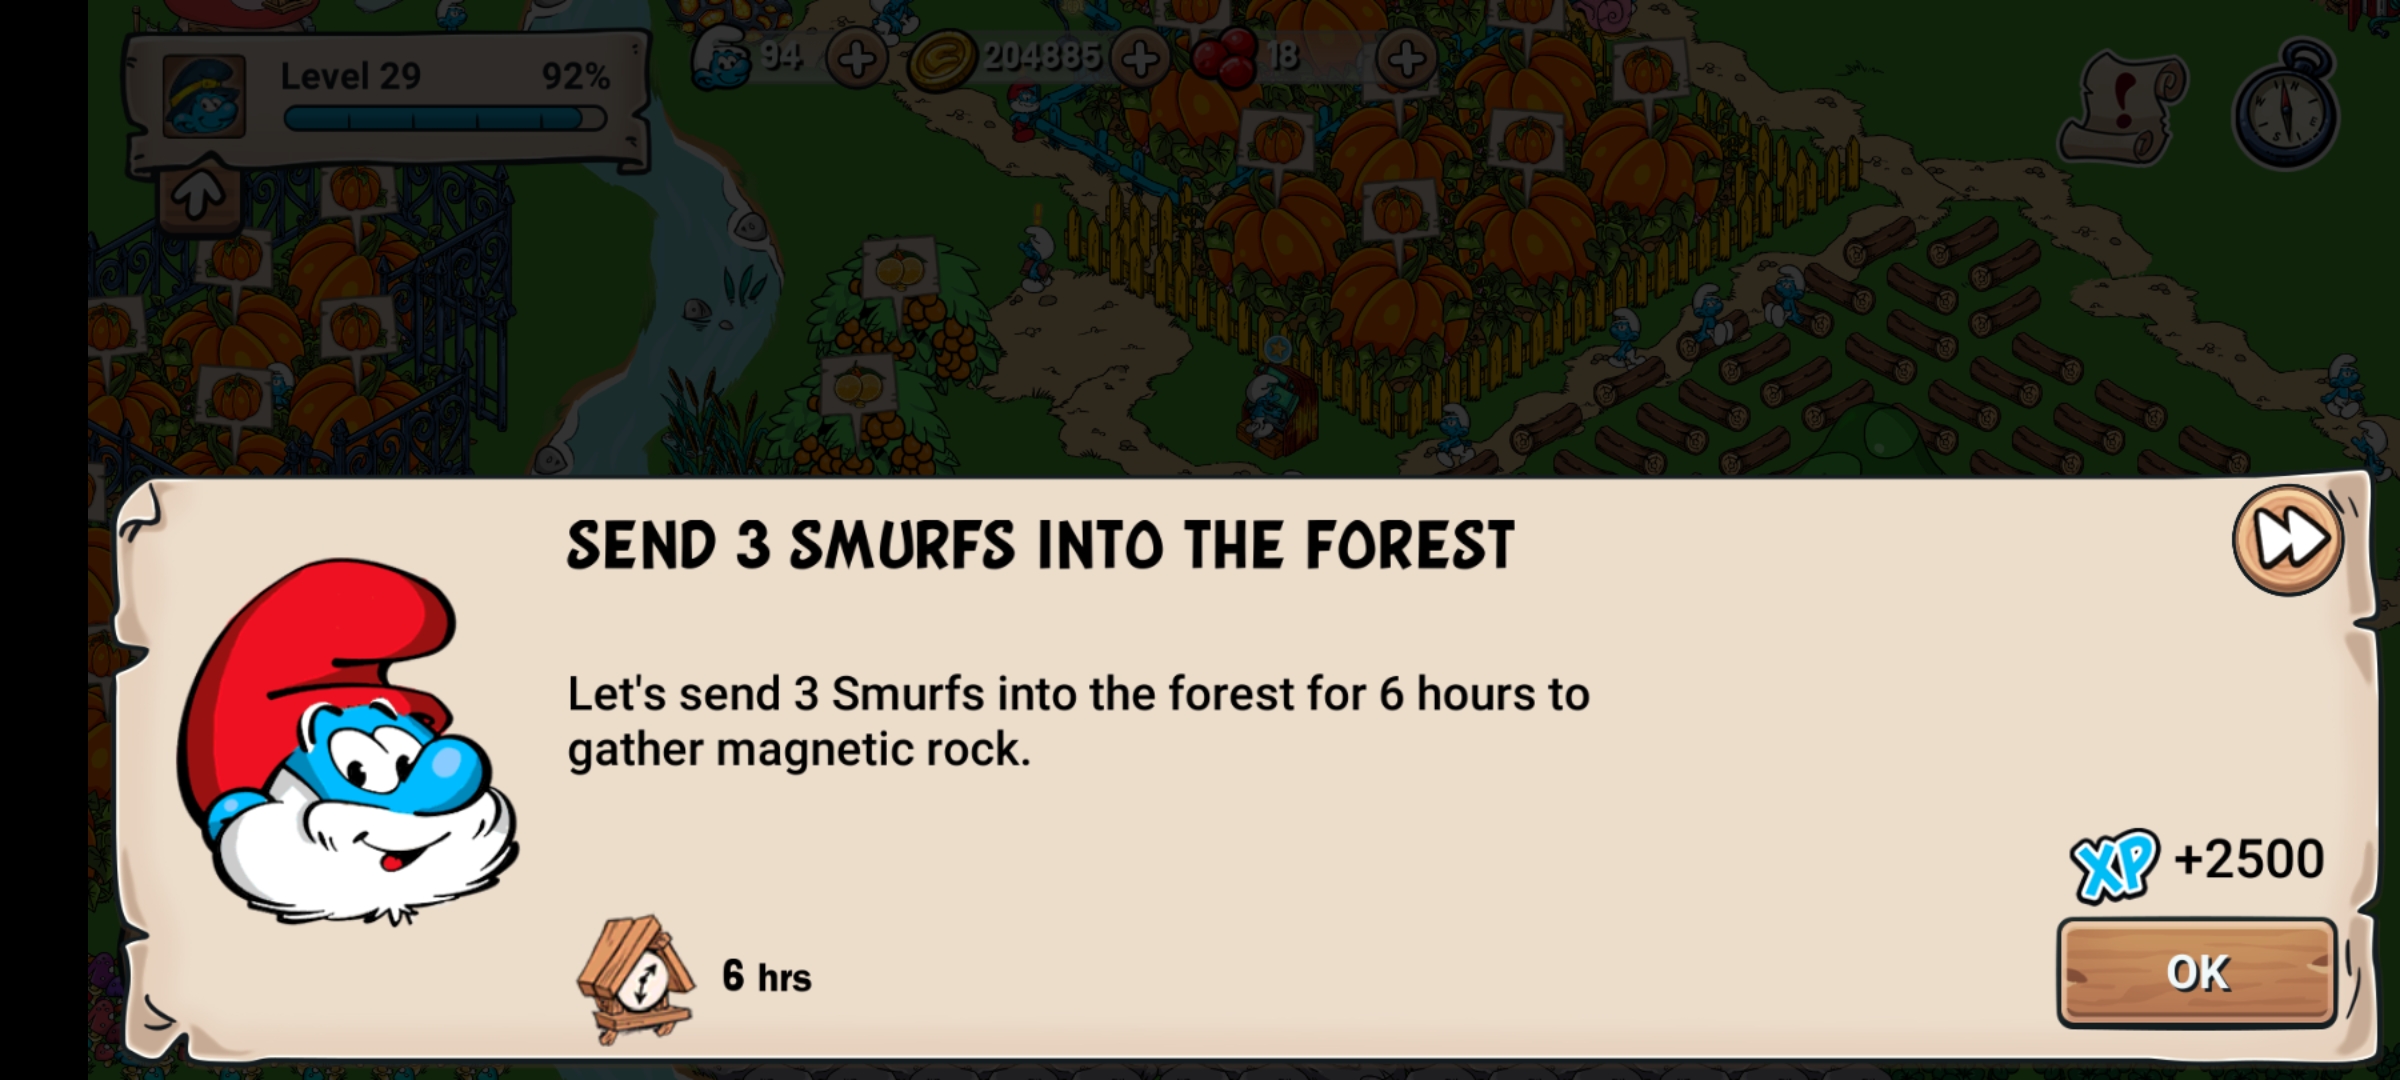 Level 29 92%
94
204885
18
SEND 3 SMURFS INTO THE FOREST
Let's send 3 Smurfs into the forest for 6 hours to
gather magnetic rock.
XP +2500
6 hrs
OK